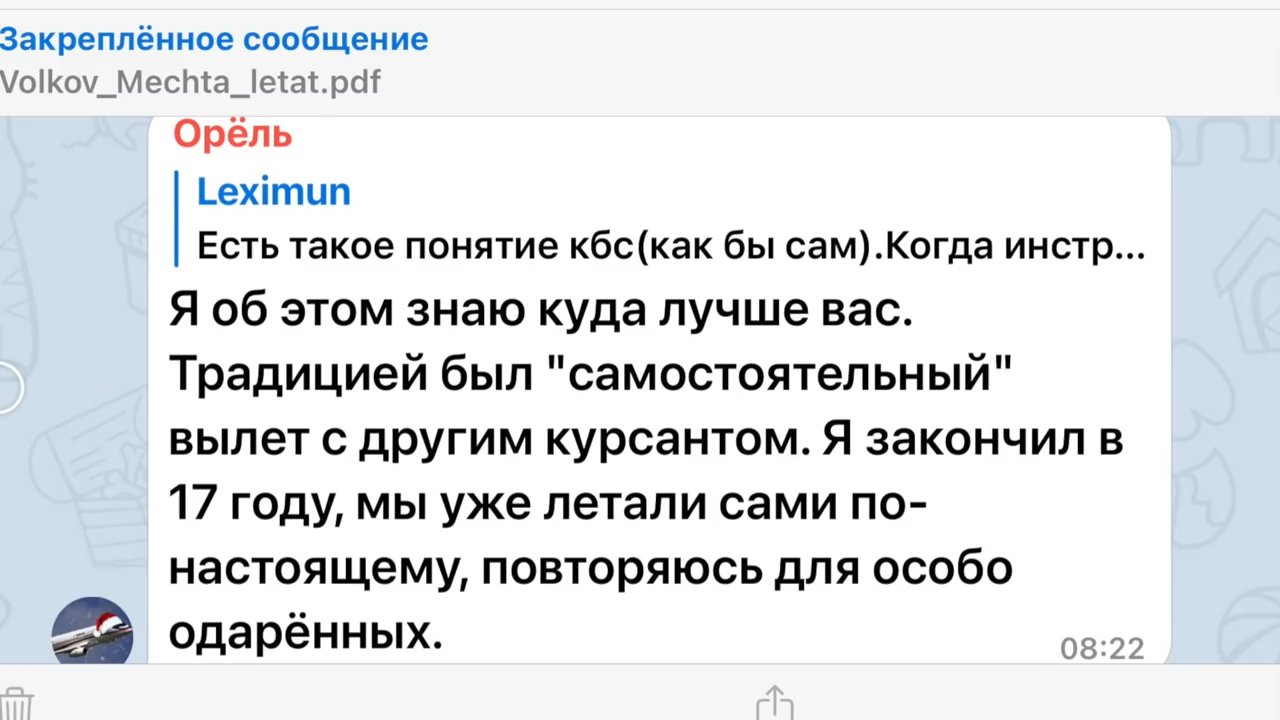 Закреплённое сообщение
Volkov_Mechta_letat.pdf
Орёль
Leximun
Есть такое понятие кбс(как бы сам).Когда инстр...
Я об этом знаю куда лучше вас.
Традицией был "самостоятельный"
вылет с другим курсантом. Я закончил в
17 году, мы уже летали сами по-
настоящему, повторяюсь для особо
одарённых.
08:22